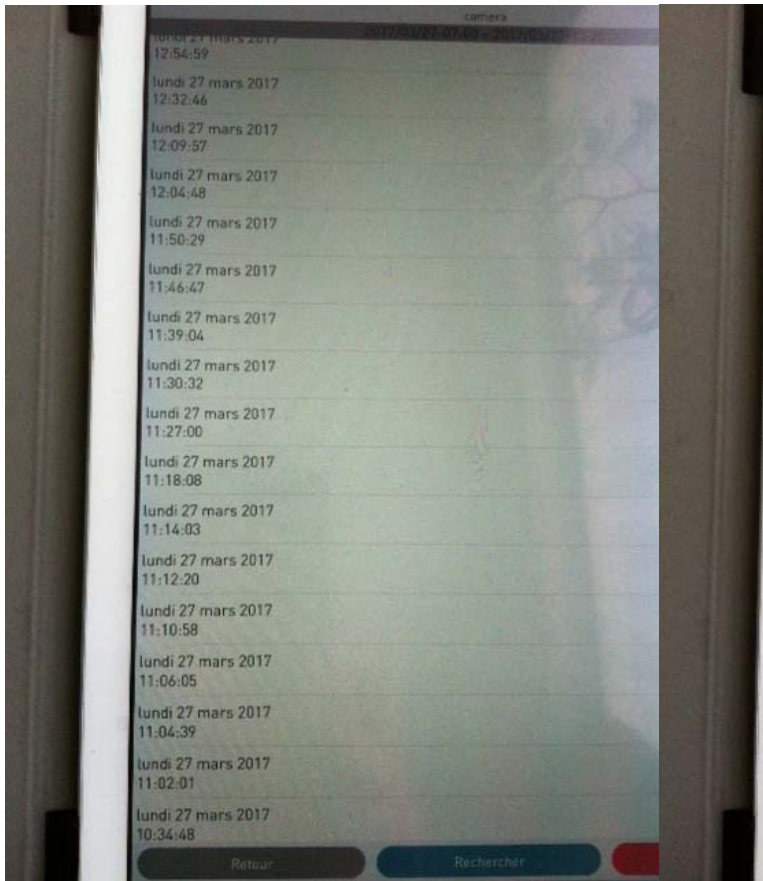 camera
lundi 27 mars 2017
12:54:59
lundi 27 mars 2017
12:32:46
lundi 27 mars 2017
12:09:57
lundi 27 mars 2017
12:04:48
lundi 27 mars 2017
11:50:29
lundi 27 mars 2017
11:46:47
lundi 27 mars 2017
11:39:04
lundi 27 mars 2017
11:30:32
lundi 27 mars 2017
11:27:00
lundi 27 mars 2017
11:18:08
lundi 27 mars 2017
11:14:03
lundi 27 mars 2017
11:12:20
lundi 27 mars 2017
11:10:58
lundi 27 mars 2017
11:06:05
lundi 27 mars 2017
11:04:39
lundi 27 mars 2017
11:02:01
lundi 27 mars 2017
10:34:48
Retour
Rechercher